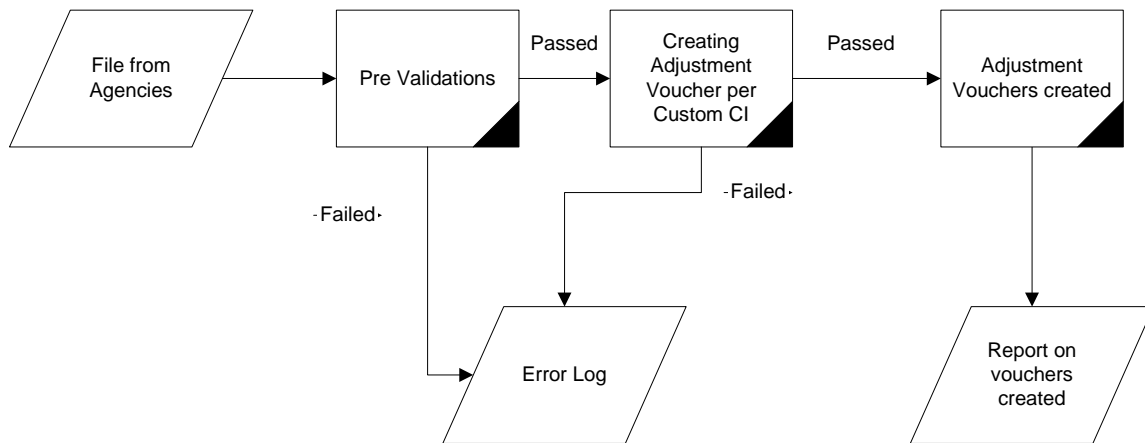 File from
Agencies
Pre Validations
Passed
Creating
Adjustment
Voucher per
Custom CI
Passed
Adjustment
Vouchers created
-Failed-
-Failed-
Error Log
Report on
vouchers
created